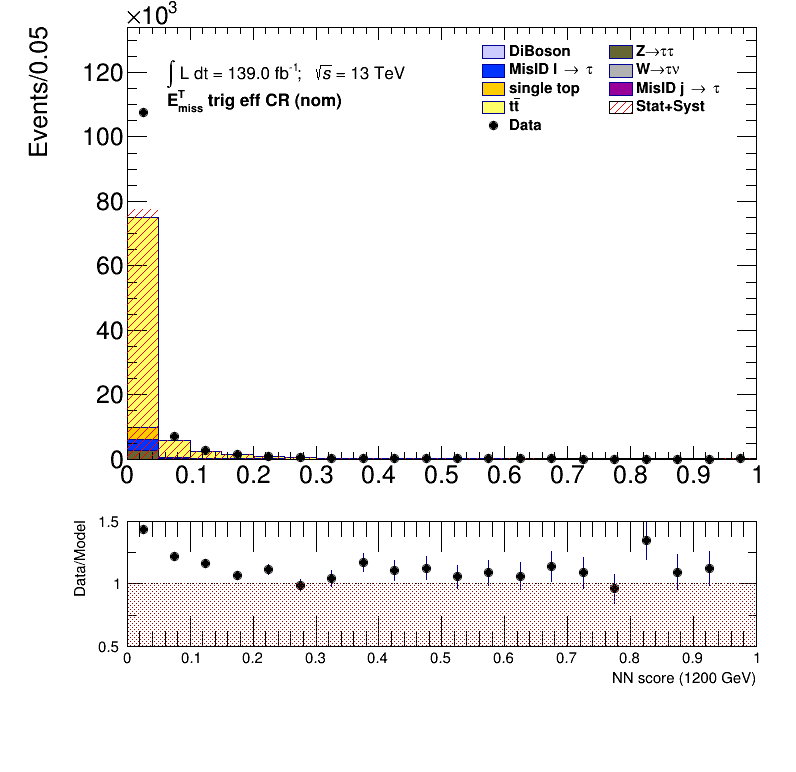 ×10³
Events/0.05
120
100
80
60
40
20
0
∫ L dt = 139.0 fb⁻¹; √s = 13 TeV
E^T_miss trig eff CR (nom)
DiBoson
MisID l → τ
single top
tt̄
Data
Z→ττ
W→τν
MisID j → τ
Stat+Syst
0 0.1 0.2 0.3 0.4 0.5 0.6 0.7 0.8 0.9 1
Data/Model
1.5
1
0.5
0 0.1 0.2 0.3 0.4 0.5 0.6 0.7 0.8 0.9 1
NN score (1200 GeV)